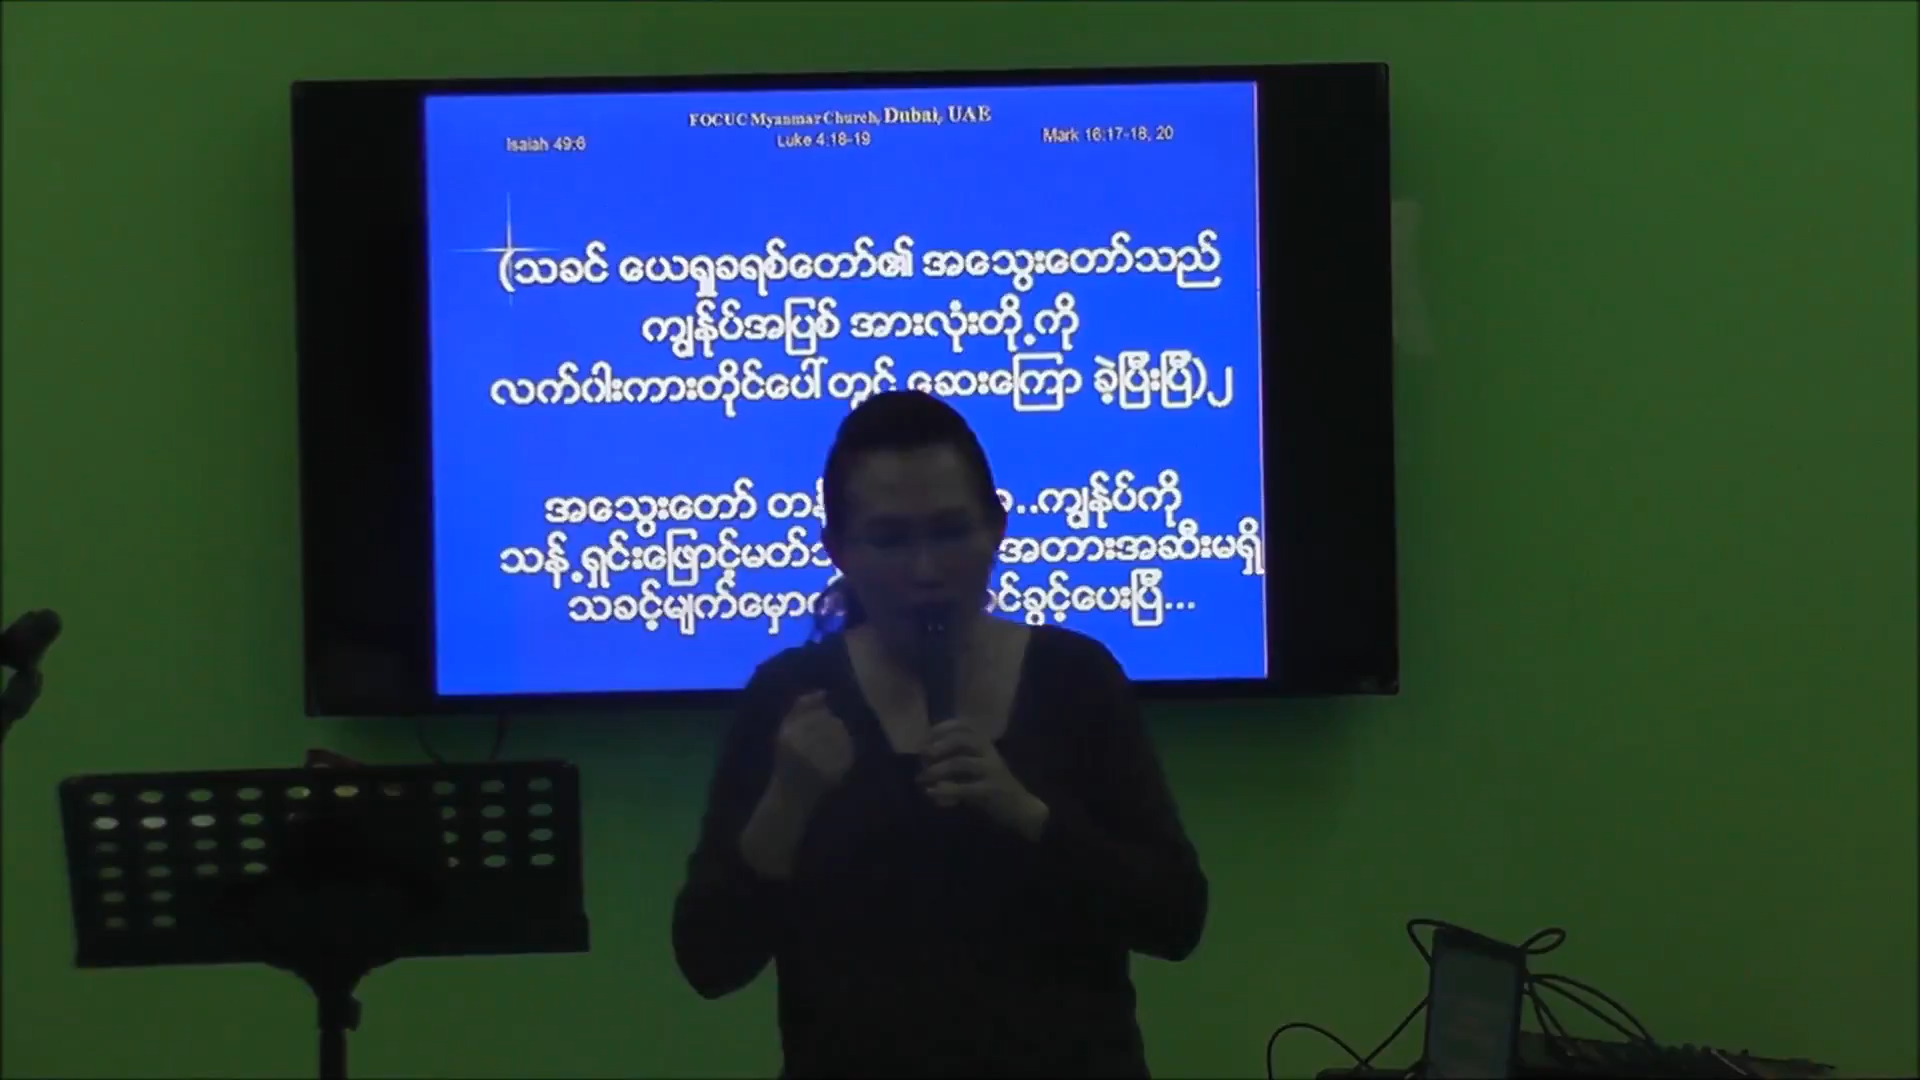 FOCUC Myanmar Church, Dubai, UAE
Isaiah 49:6 Luke 4:18-19 Mark 16:17-18, 20
(သခင် ယေရှုခရစ်တော်၏ အသွေးတော်သည်
ကျွန်ုပ်အပြစ် အားလုံးတို့ကို
လက်ဝါးကားတိုင်ပေါ် တွင် ဆေးကြော ခဲ့ပြီးပြီ)၂
အသွေးတော် ..ကျွန်ုပ်ကို
သန့်ရှင်းဖြောင့်မတ် အတားအဆီးမရှိ
သခင့်မျက်မှောက် ပေးပြီ...